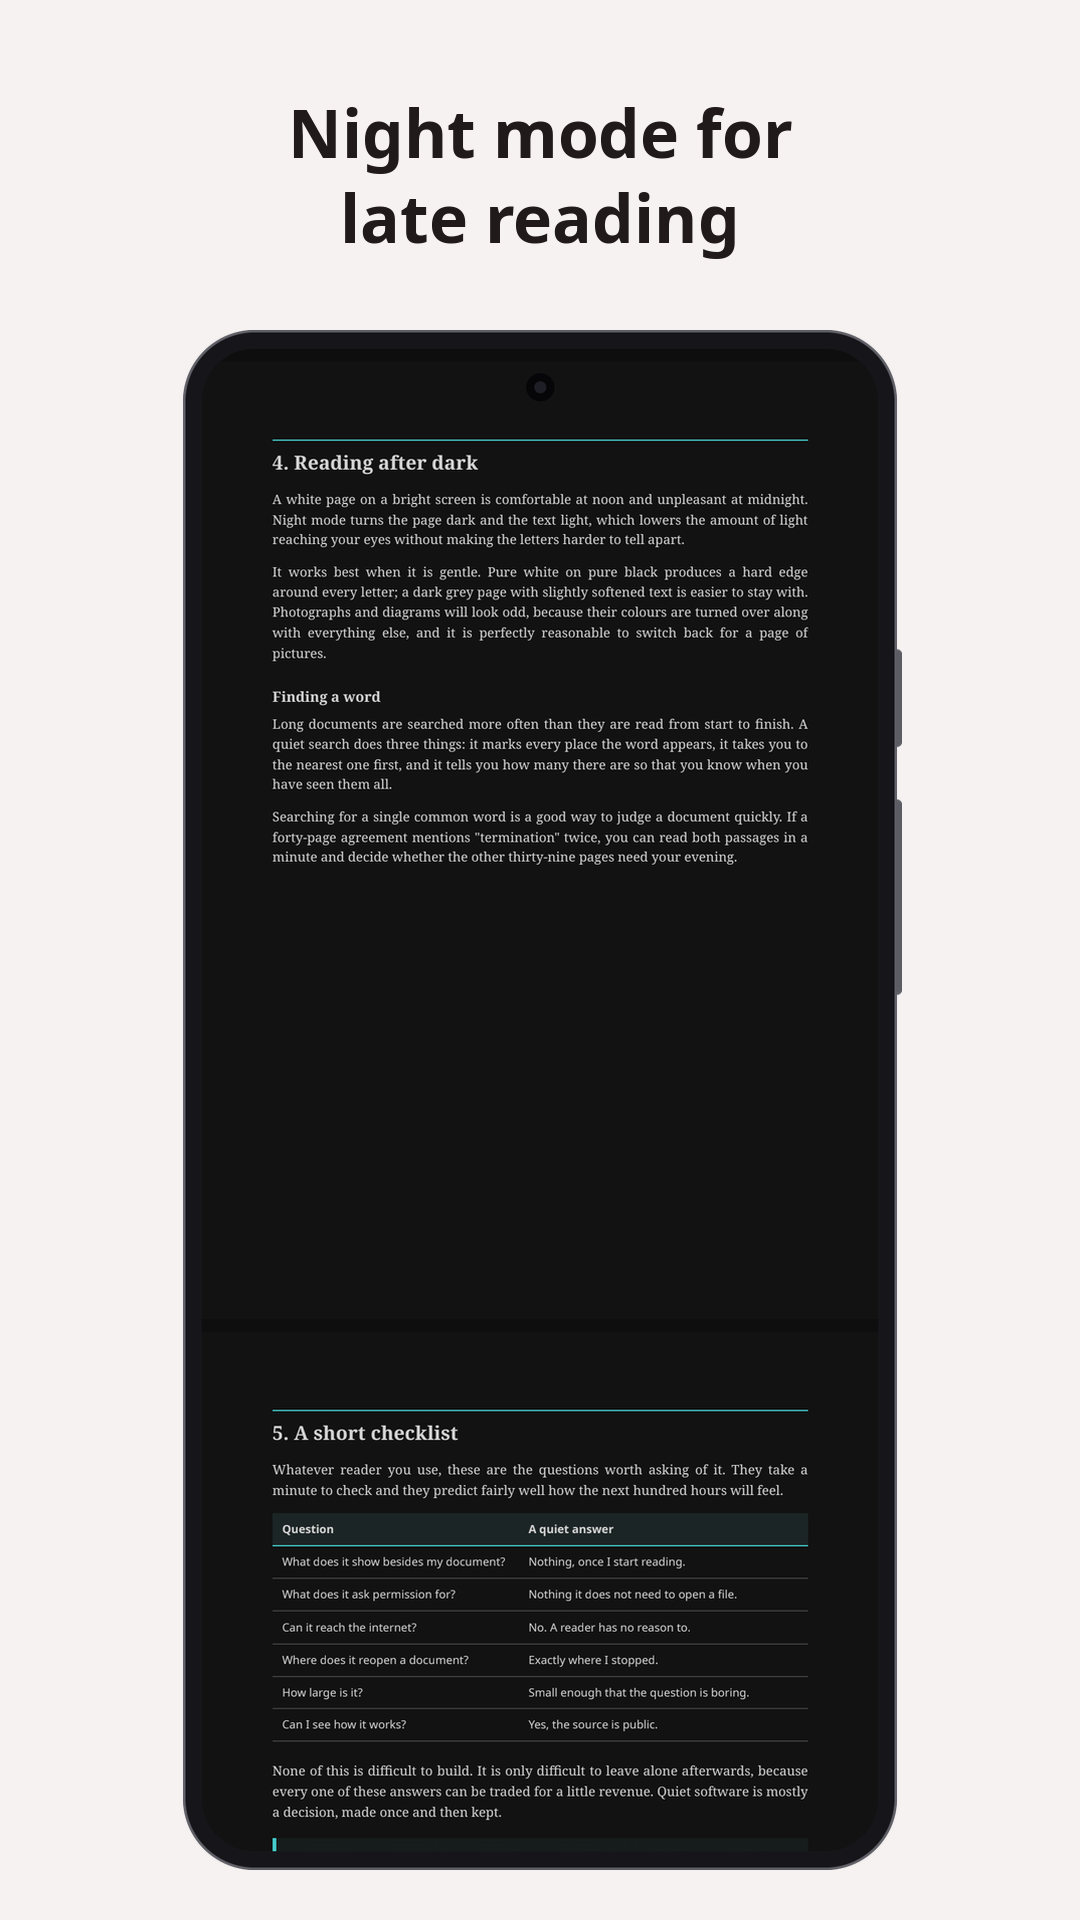 Night mode for
late reading
4. Reading after dark
A white page on a bright screen is comfortable at noon and unpleasant at midnight.
Night mode turns the page dark and the text light, which lowers the amount of light
reaching your eyes without making the letters harder to tell apart.
It works best when it is gentle. Pure white on pure black produces a hard edge
around every letter; a dark grey page with slightly softened text is easier to stay with.
Photographs and diagrams will look odd, because their colours are turned over along
with everything else, and it is perfectly reasonable to switch back for a page of
pictures.
Finding a word
Long documents are searched more often than they are read from start to finish. A
quiet search does three things: it marks every place the word appears, it takes you to
the nearest one first, and it tells you how many there are so that you know when you
have seen them all.
Searching for a single common word is a good way to judge a document quickly. If a
forty-page agreement mentions "termination" twice, you can read both passages in a
minute and decide whether the other thirty-nine pages need your evening.
5. A short checklist
Whatever reader you use, these are the questions worth asking of it. They take a
minute to check and they predict fairly well how the next hundred hours will feel.
Question A quiet answer
What does it show besides my document? Nothing, once I start reading.
What does it ask permission for? Nothing it does not need to open a file.
Can it reach the internet? No. A reader has no reason to.
Where does it reopen a document? Exactly where I stopped.
How large is it? Small enough that the question is boring.
Can I see how it works? Yes, the source is public.
None of this is difficult to build. It is only difficult to leave alone afterwards, because
every one of these answers can be traded for a little revenue. Quiet software is mostly
a decision, made once and then kept.